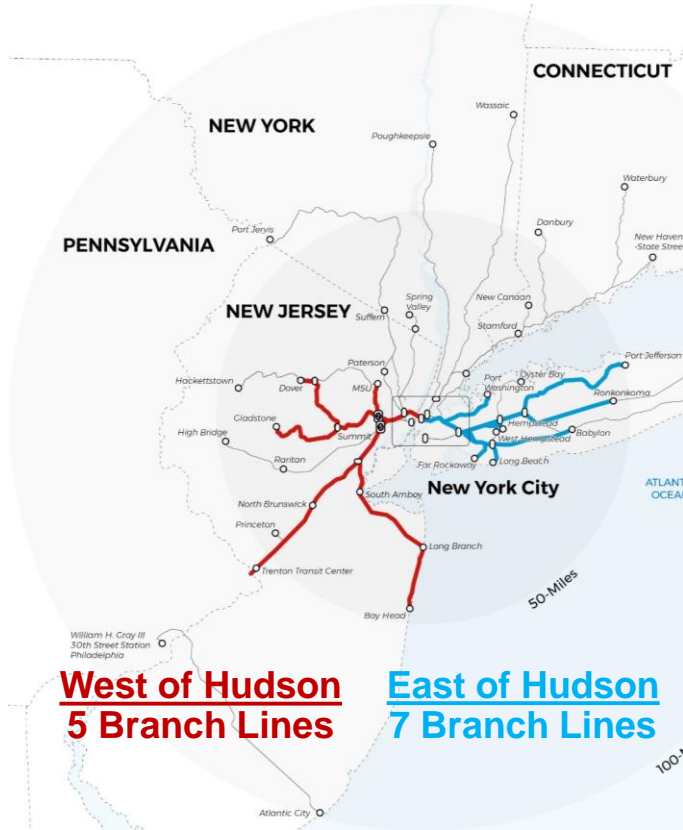 CONNECTICUT
Wassaic
NEW YORK
Poughkeepsie
Waterbury
Danbury
Port Jervis
PENNSYLVANIA
New Haven
-State Street
Spring
Valley
New Canaan
NEW JERSEY
Suffern
Stamford
Paterson
Port Jefferson
Hackettstown
Dover
MSU
Port
Washington
Oyster Bay
Ronkonkoma
Gladstone
Hempstead
High Bridge
Summit
West Hempstead
Babylon
Raritan
Far Rockaway
Long Beach
South Amboy
New York City
ATLANT
OCEA
North Brunswick
Princeton
Long Branch
Trenton Transit Center
50-Miles
Bay Head
William H. Gray III
30th Street Station
Philadelphia
West of Hudson
5 Branch Lines
East of Hudson
7 Branch Lines
100-M
Atlantic City